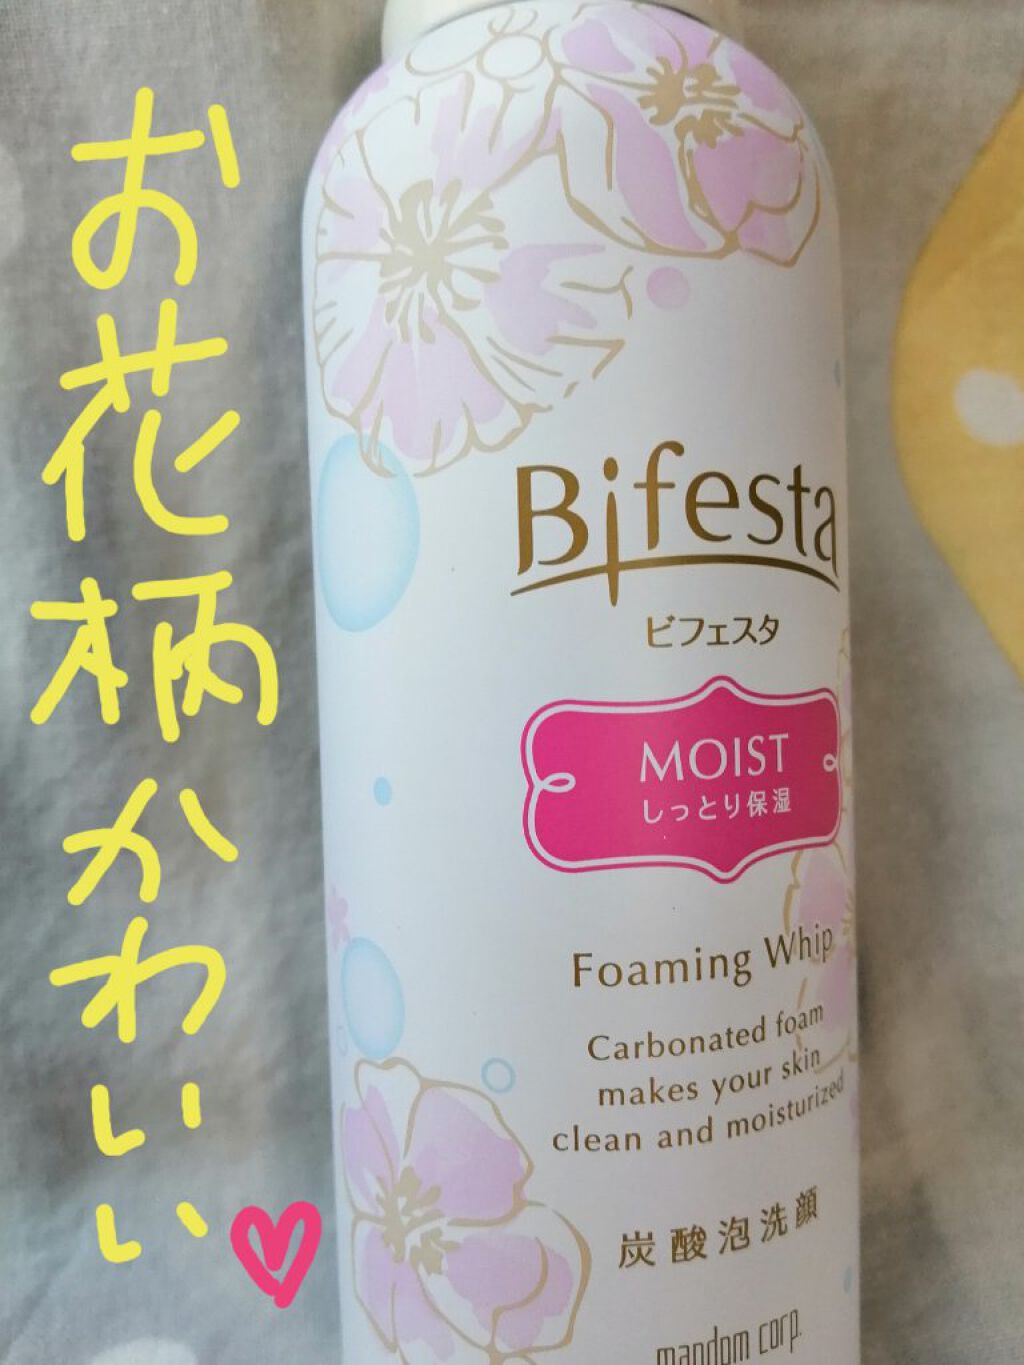 お花柄かわいい
Bifesta
ビフェスタ
MOIST
しっとり保湿
Foaming Whip
Carbonated foam
makes your skin
clean and moisturized
炭酸泡洗顔
mandom corp.